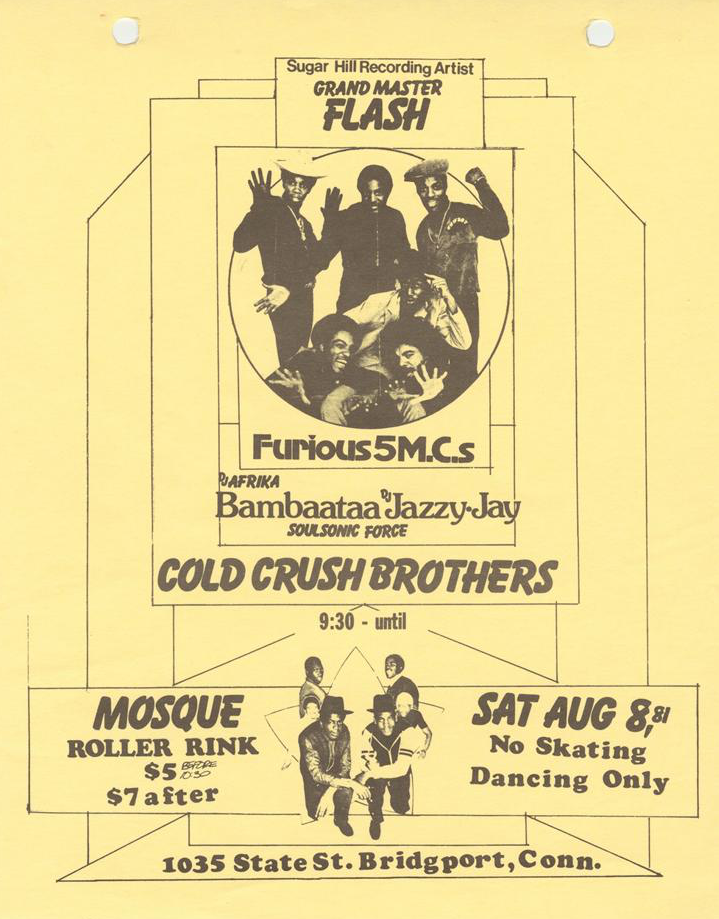 Sugar Hill Recording Artist
GRAND MASTER
FLASH
Furious 5 M.C.s
DJ AFRIKA
Bambaataa DJ Jazzy-Jay
SOULSONIC FORCE
COLD CRUSH BROTHERS
9:30 - until
MOSQUE
ROLLER RINK
$5 BEFORE 10:30
$7 after
SAT AUG 8, 81
No Skating
Dancing Only
1035 State St. Bridgport, Conn.